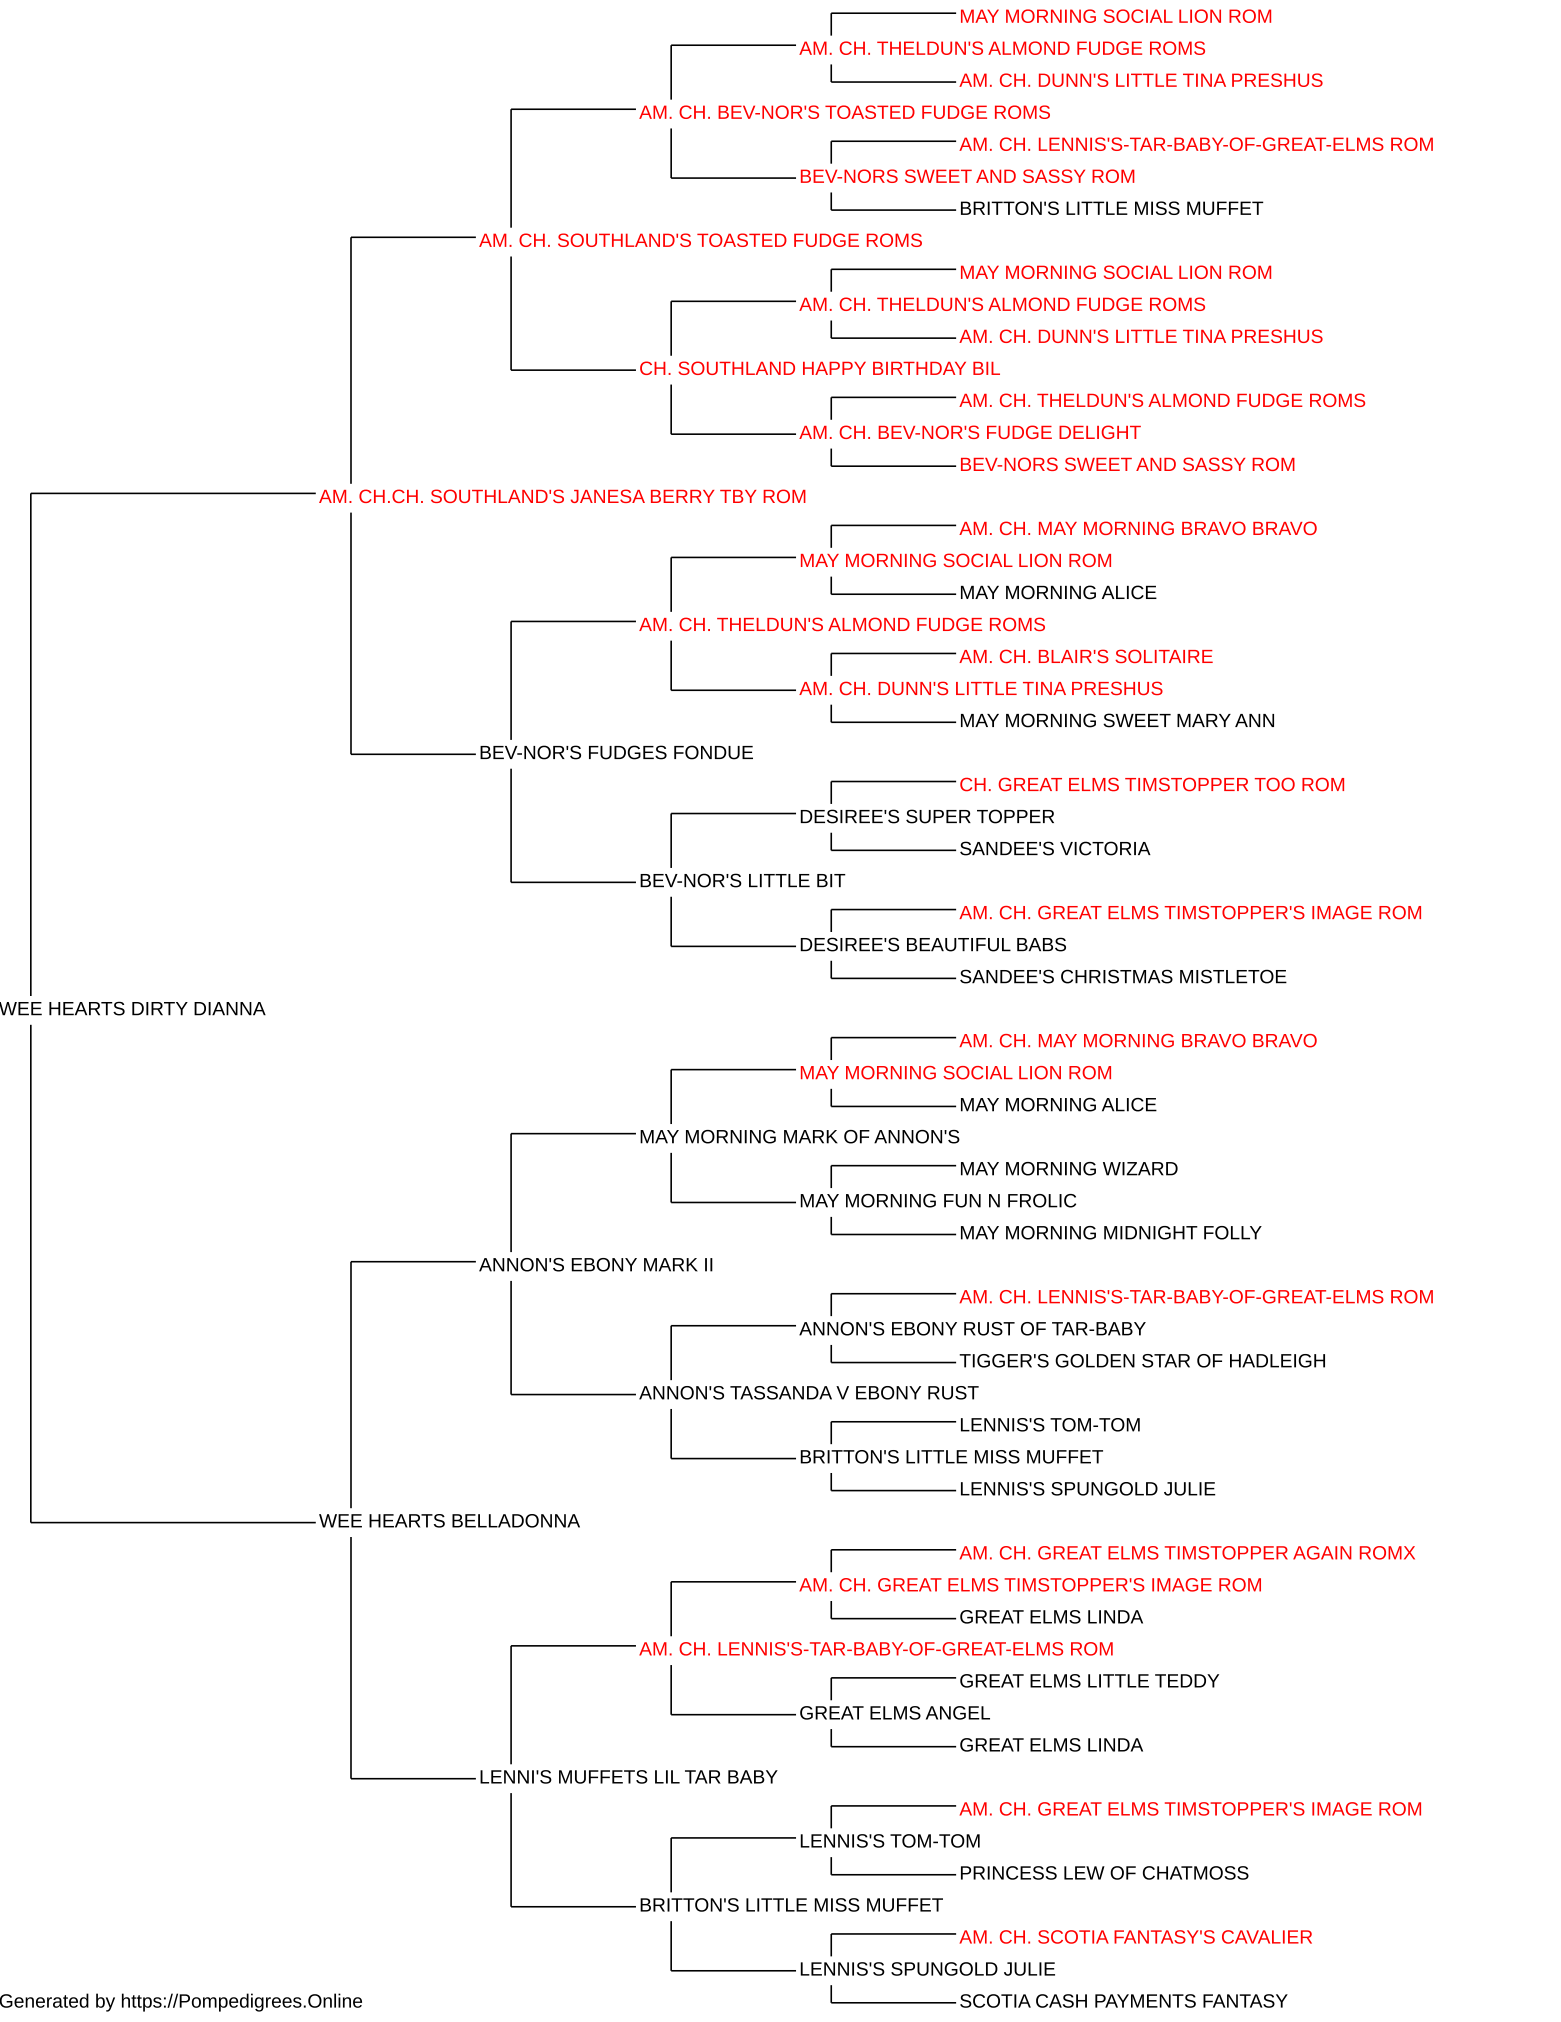 MAY MORNING SOCIAL LION ROM
AM. CH. THELDUN'S ALMOND FUDGE ROMS
AM. CH. DUNN'S LITTLE TINA PRESHUS
AM. CH. BEV-NOR'S TOASTED FUDGE ROMS
AM. CH. LENNIS'S-TAR-BABY-OF-GREAT-ELMS ROM
BEV-NORS SWEET AND SASSY ROM
BRITTON'S LITTLE MISS MUFFET
AM. CH. SOUTHLAND'S TOASTED FUDGE ROMS
MAY MORNING SOCIAL LION ROM
AM. CH. THELDUN'S ALMOND FUDGE ROMS
AM. CH. DUNN'S LITTLE TINA PRESHUS
CH. SOUTHLAND HAPPY BIRTHDAY BIL
AM. CH. THELDUN'S ALMOND FUDGE ROMS
AM. CH. BEV-NOR'S FUDGE DELIGHT
BEV-NORS SWEET AND SASSY ROM
AM. CH.CH. SOUTHLAND'S JANESA BERRY TBY ROM
AM. CH. MAY MORNING BRAVO BRAVO
MAY MORNING SOCIAL LION ROM
MAY MORNING ALICE
AM. CH. THELDUN'S ALMOND FUDGE ROMS
AM. CH. BLAIR'S SOLITAIRE
AM. CH. DUNN'S LITTLE TINA PRESHUS
MAY MORNING SWEET MARY ANN
BEV-NOR'S FUDGES FONDUE
CH. GREAT ELMS TIMSTOPPER TOO ROM
DESIREE'S SUPER TOPPER
SANDEE'S VICTORIA
BEV-NOR'S LITTLE BIT
AM. CH. GREAT ELMS TIMSTOPPER'S IMAGE ROM
DESIREE'S BEAUTIFUL BABS
SANDEE'S CHRISTMAS MISTLETOE
WEE HEARTS DIRTY DIANNA
AM. CH. MAY MORNING BRAVO BRAVO
MAY MORNING SOCIAL LION ROM
MAY MORNING ALICE
MAY MORNING MARK OF ANNON'S
MAY MORNING WIZARD
MAY MORNING FUN N FROLIC
MAY MORNING MIDNIGHT FOLLY
ANNON'S EBONY MARK II
AM. CH. LENNIS'S-TAR-BABY-OF-GREAT-ELMS ROM
ANNON'S EBONY RUST OF TAR-BABY
TIGGER'S GOLDEN STAR OF HADLEIGH
ANNON'S TASSANDA V EBONY RUST
LENNIS'S TOM-TOM
BRITTON'S LITTLE MISS MUFFET
LENNIS'S SPUNGOLD JULIE
WEE HEARTS BELLADONNA
AM. CH. GREAT ELMS TIMSTOPPER AGAIN ROMX
AM. CH. GREAT ELMS TIMSTOPPER'S IMAGE ROM
GREAT ELMS LINDA
AM. CH. LENNIS'S-TAR-BABY-OF-GREAT-ELMS ROM
GREAT ELMS LITTLE TEDDY
GREAT ELMS ANGEL
GREAT ELMS LINDA
LENNI'S MUFFETS LIL TAR BABY
AM. CH. GREAT ELMS TIMSTOPPER'S IMAGE ROM
LENNIS'S TOM-TOM
PRINCESS LEW OF CHATMOSS
BRITTON'S LITTLE MISS MUFFET
AM. CH. SCOTIA FANTASY'S CAVALIER
LENNIS'S SPUNGOLD JULIE
SCOTIA CASH PAYMENTS FANTASY
Generated by https://Pompedigrees.Online